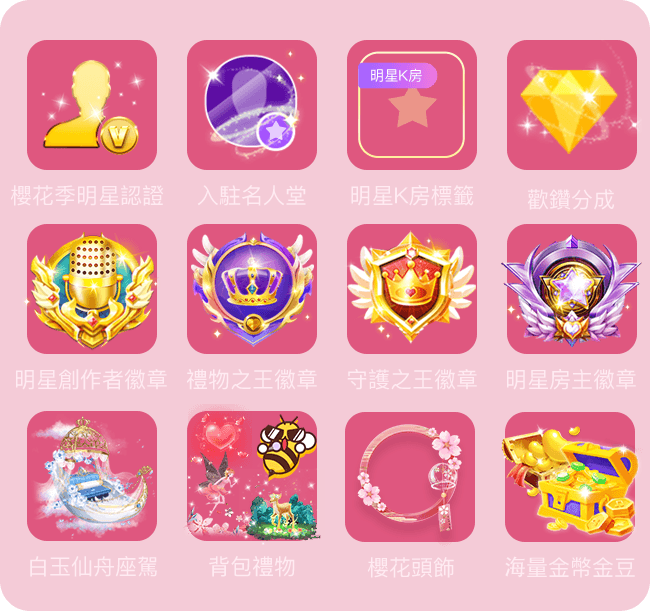 明星K房
櫻花季明星認證
入駐名人堂
明星K房標籤
歡鑽分成
明星創作者徽章
禮物之王徽章
守護之王徽章
明星房主徽章
白玉仙舟座駕
背包禮物
櫻花頭飾
海量金幣金豆